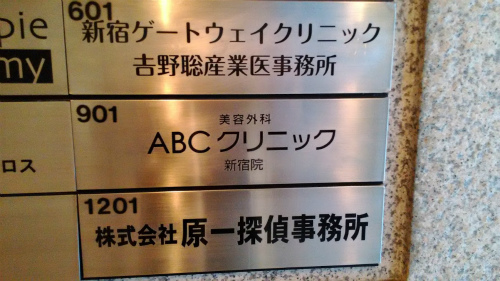 601
新宿ゲートウェイクリニック
吉野聡産業医事務所
pie
my
901
美容外科
ABCクリニック
新宿院
ロス
1201
株式会社 原一探偵事務所